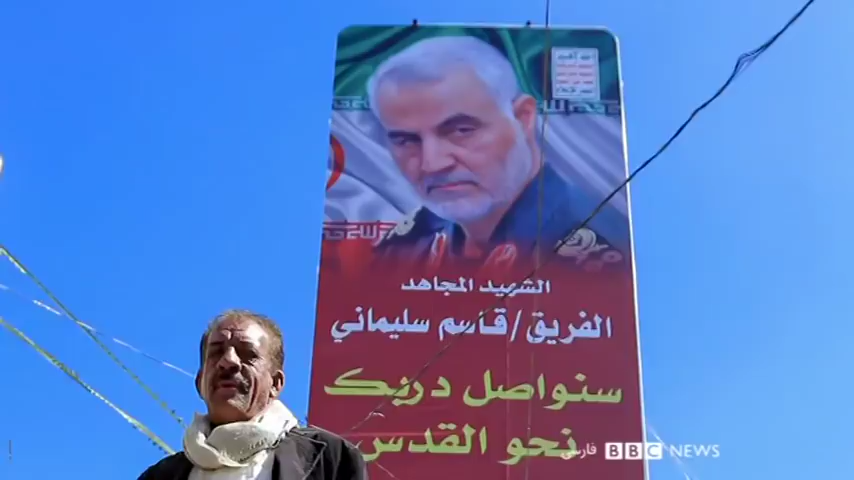 الشهيد المجاهد
الفريق/قاسم سليماني
سنواصل دربك
نحو القدس
فارسی BBC NEWS